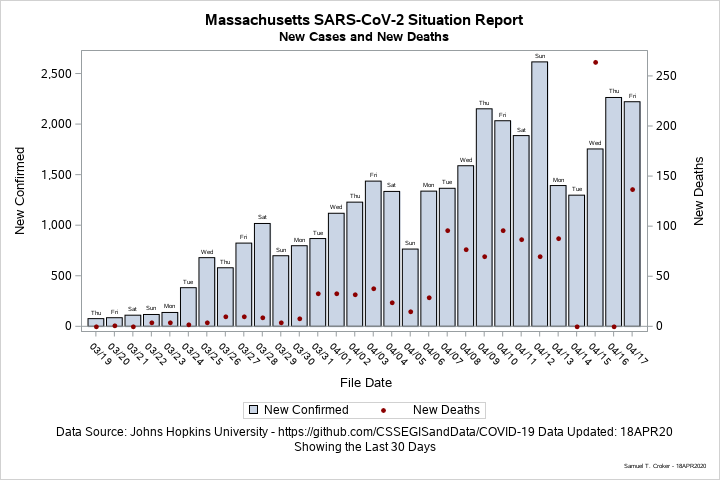 Massachusetts SARS-CoV-2 Situation Report
New Cases and New Deaths
2,500
2,000
1,500
1,000
500
0
New Confirmed
250
200
150
100
50
0
New Deaths
Thu Fri Sat Sun Mon Tue Wed Thu Fri Sat Sun Mon Tue Wed Thu Fri Sat Sun Mon Tue Wed Thu Fri Sat Sun Mon Tue Wed Thu Fri
03/19 03/20 03/21 03/22 03/23 03/24 03/25 03/26 03/27 03/28 03/29 03/30 03/31 04/01 04/02 04/03 04/04 04/05 04/06 04/07 04/08 04/09 04/10 04/11 04/12 04/13 04/14 04/15 04/16 04/17
File Date
New Confirmed New Deaths
Data Source: Johns Hopkins University - https://github.com/CSSEGISandData/COVID-19 Data Updated: 18APR20
Showing the Last 30 Days
Samuel T. Croker - 18APR2020